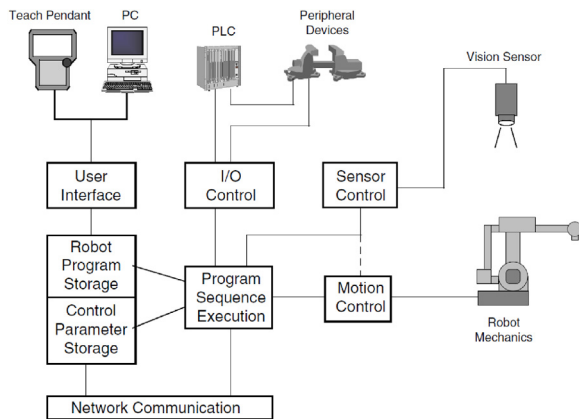 Teach Pendant
PC
PLC
Peripheral
Devices
Vision Sensor
User
Interface
I/O
Control
Sensor
Control
Robot
Program
Storage
Program
Sequence
Execution
Motion
Control
Control
Parameter
Storage
Robot
Mechanics
Network Communication